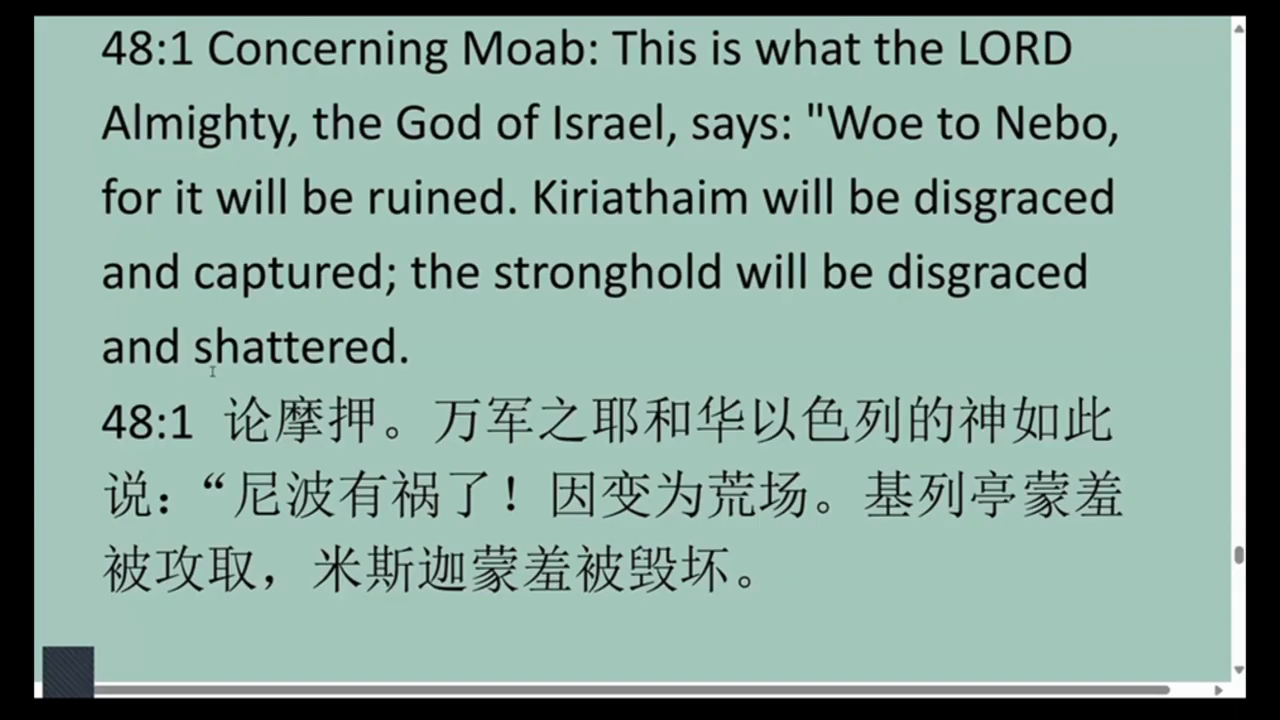 48:1 Concerning Moab: This is what the LORD
Almighty, the God of Israel, says: "Woe to Nebo,
for it will be ruined. Kiriathaim will be disgraced
and captured; the stronghold will be disgraced
and shattered.
48:1 论摩押。万军之耶和华以色列的神如此
说：“尼波有祸了！因变为荒场。基列亭蒙羞
被攻取，米斯迦蒙羞被毁坏。